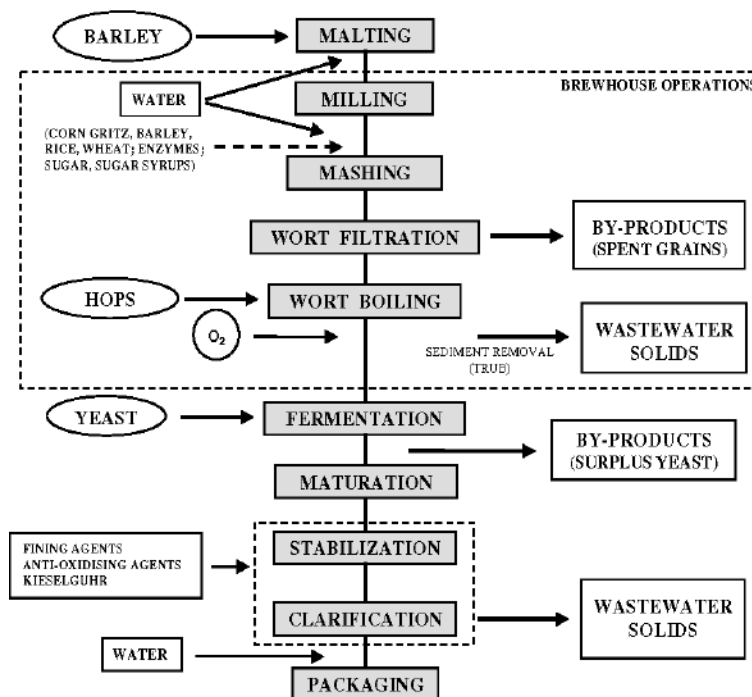 BARLEY
MALTING
BREWHOUSE OPERATIONS
WATER
MILLING
(CORN GRITZ, BARLEY,
RICE, WHEAT; ENZYMES;
SUGAR, SUGAR SYRUPS)
MASHING
WORT FILTRATION
BY-PRODUCTS
(SPENT GRAINS)
HOPS
WORT BOILING
O2
SEDIMENT REMOVAL
(TRUB)
WASTEWATER
SOLIDS
YEAST
FERMENTATION
BY-PRODUCTS
(SURPLUS YEAST)
MATURATION
FINING AGENTS
ANTI-OXIDISING AGENTS
KIESELGUHR
STABILIZATION
CLARIFICATION
WASTEWATER
SOLIDS
WATER
PACKAGING